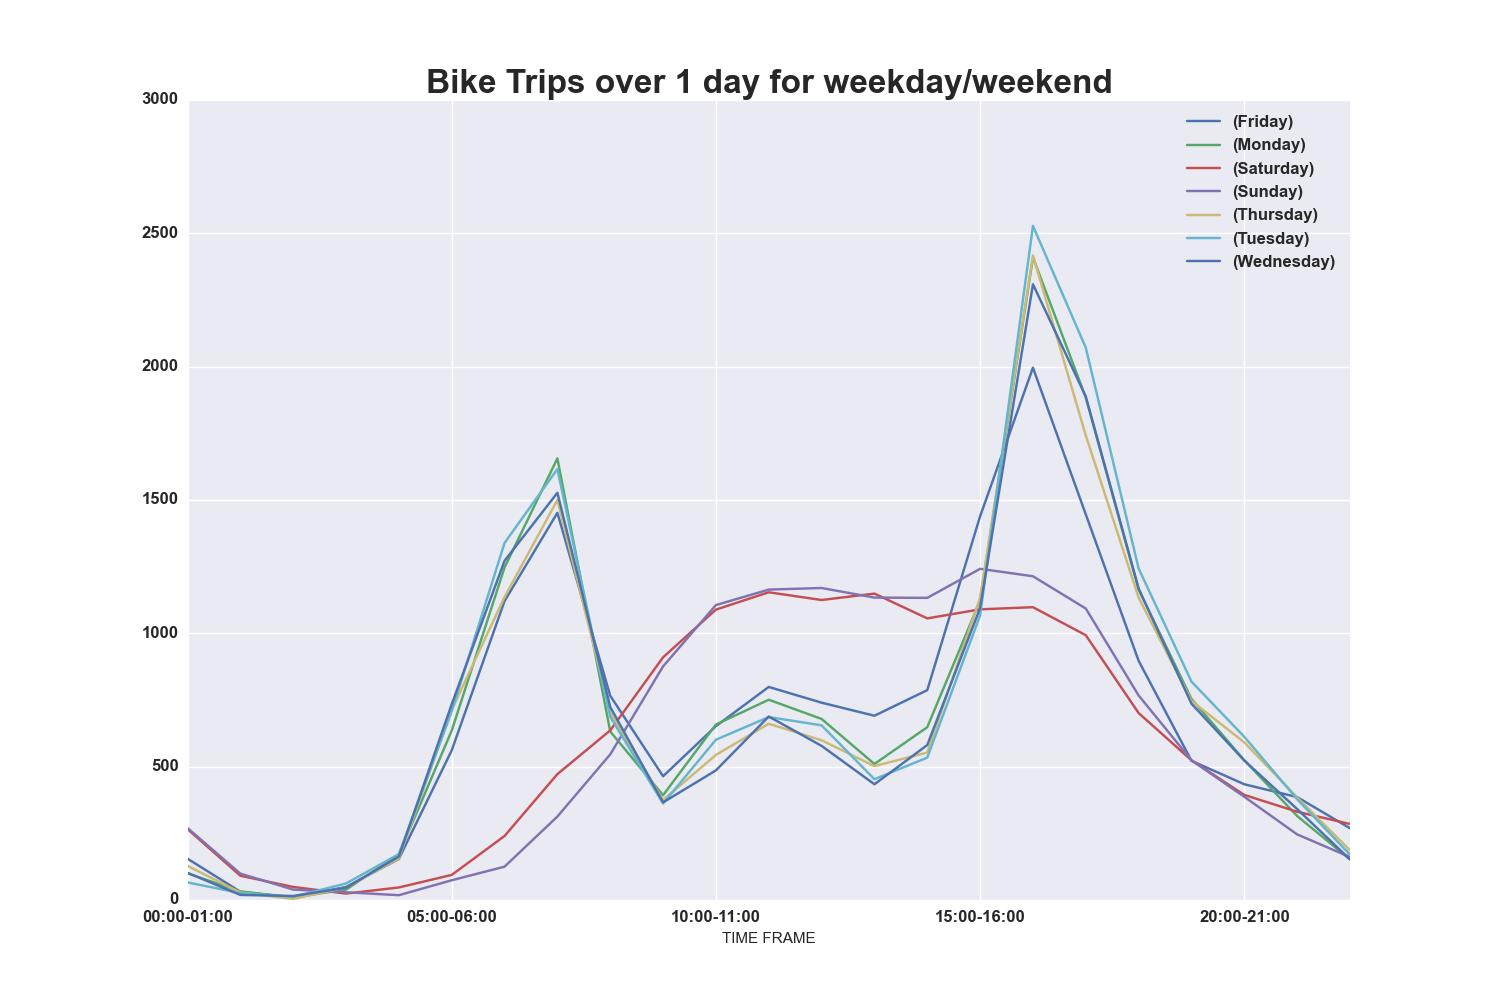 Bike Trips over 1 day for weekday/weekend
3000
2500
2000
1500
1000
500
0
(Friday)
(Monday)
(Saturday)
(Sunday)
(Thursday)
(Tuesday)
(Wednesday)
00:00-01:00 05:00-06:00 10:00-11:00 15:00-16:00 20:00-21:00
TIME FRAME